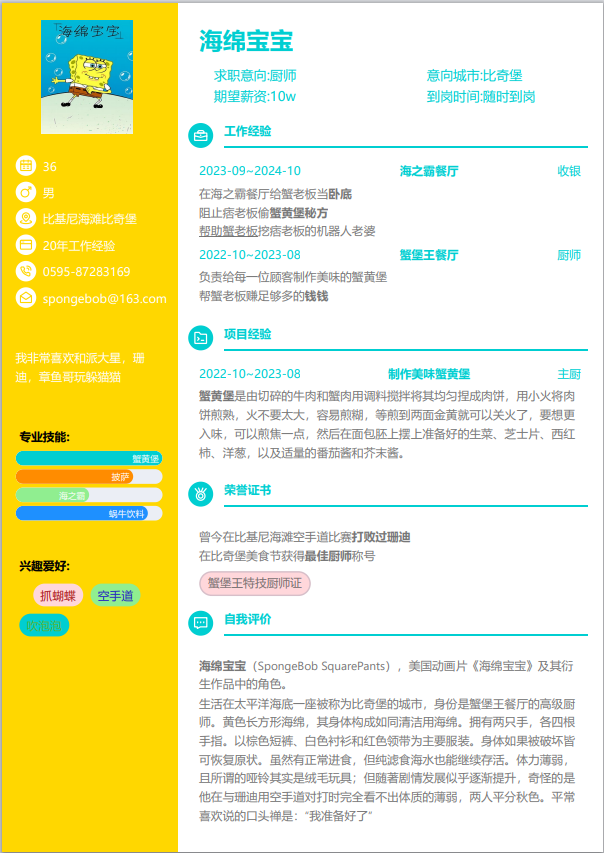 海绵宝宝
36
男
比基尼海滩比奇堡
20年工作经验
0595-87283169
spongebob@163.com
我非常喜欢和派大星，珊
迪，章鱼哥玩躲猫猫
专业技能:
蟹黄堡
披萨
海之霸
蜗牛饮料
兴趣爱好:
抓蝴蝶 空手道
吹泡泡
海绵宝宝
求职意向:厨师 意向城市:比奇堡
期望薪资:10w 到岗时间:随时到岗
工作经验
2023-09~2024-10 海之霸餐厅 收银
在海之霸餐厅给蟹老板当卧底
阻止痞老板偷蟹黄堡秘方
帮助蟹老板挖痞老板的机器人老婆
2022-10~2023-08 蟹堡王餐厅 厨师
负责给每一位顾客制作美味的蟹黄堡
帮蟹老板赚足够多的钱钱
项目经验
2022-10~2023-08 制作美味蟹黄堡 主厨
蟹黄堡是由切碎的牛肉和蟹肉用调料搅拌将其均匀捏成肉饼，用小火将肉
饼煎熟，火不要太大，容易煎糊，等煎到两面金黄就可以关火了，要想更
入味，可以煎焦一点，然后在面包胚上摆上准备好的生菜、芝士片、西红
柿、洋葱，以及适量的番茄酱和芥末酱。
荣誉证书
曾今在比基尼海滩空手道比赛打败过珊迪
在比奇堡美食节获得最佳厨师称号
蟹堡王特技厨师证
自我评价
海绵宝宝（SpongeBob SquarePants），美国动画片《海绵宝宝》及其衍
生作品中的角色。
生活在太平洋海底一座被称为比奇堡的城市，身份是蟹堡王餐厅的高级厨
师。黄色长方形海绵，其身体构成如同清洁用海绵。拥有两只手，各四根
手指。以棕色短裤、白色衬衫和红色领带为主要服装。身体如果被破坏皆
可恢复原状。虽然有正常进食，但纯滤食海水也能继续存活。体力薄弱，
且所谓的哑铃其实是绒毛玩具；但随著剧情发展似乎逐渐提升，奇怪的是
他在与珊迪用空手道对打时完全看不出体质的薄弱，两人平分秋色。平常
喜欢说的口头禅是：“我准备好了”